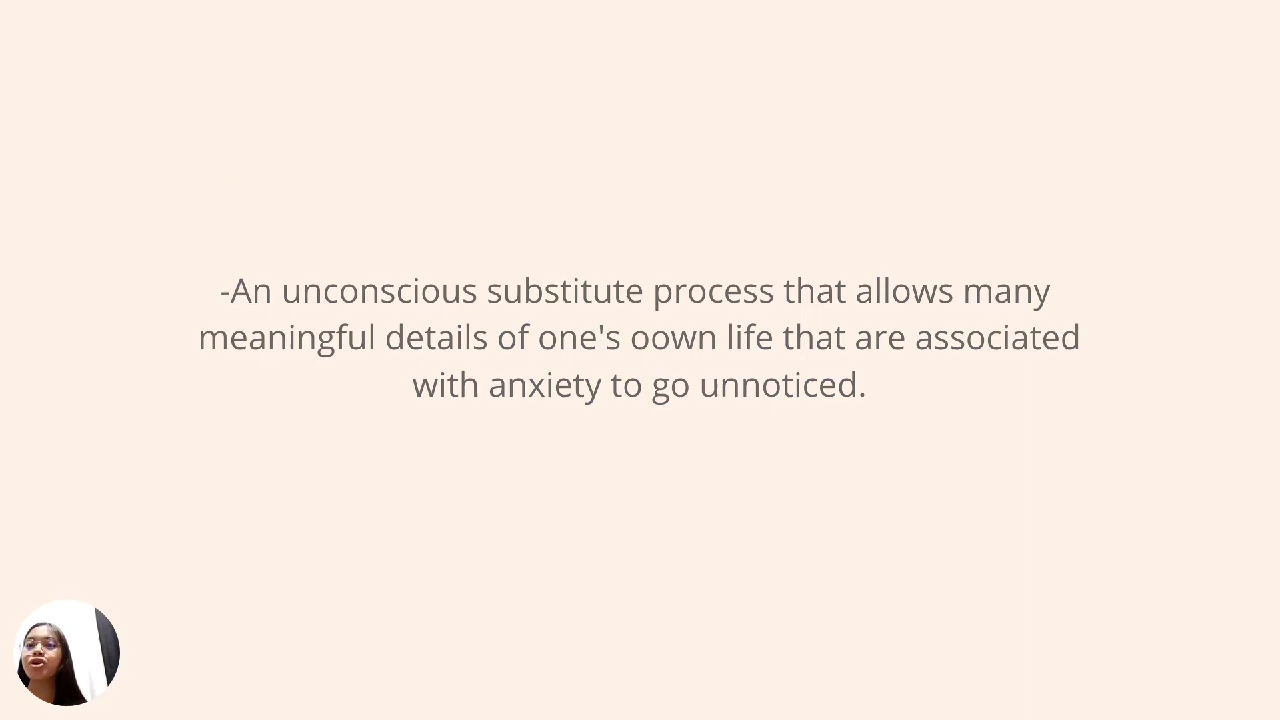 -An unconscious substitute process that allows many
meaningful details of one's oown life that are associated
with anxiety to go unnoticed.